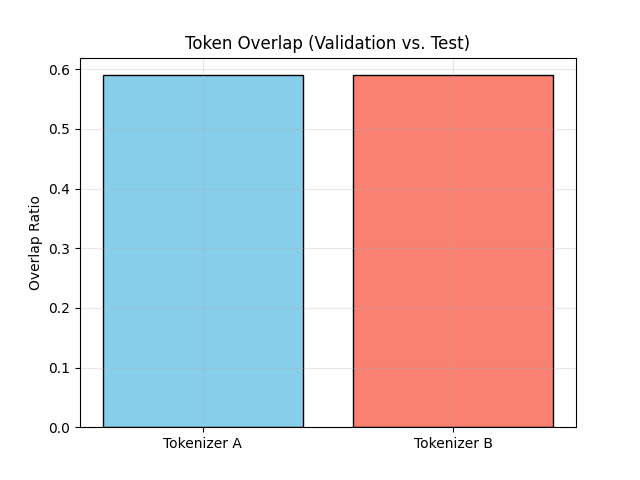 Token Overlap (Validation vs. Test)
Overlap Ratio
0.6
0.5
0.4
0.3
0.2
0.1
0.0
Tokenizer A
Tokenizer B